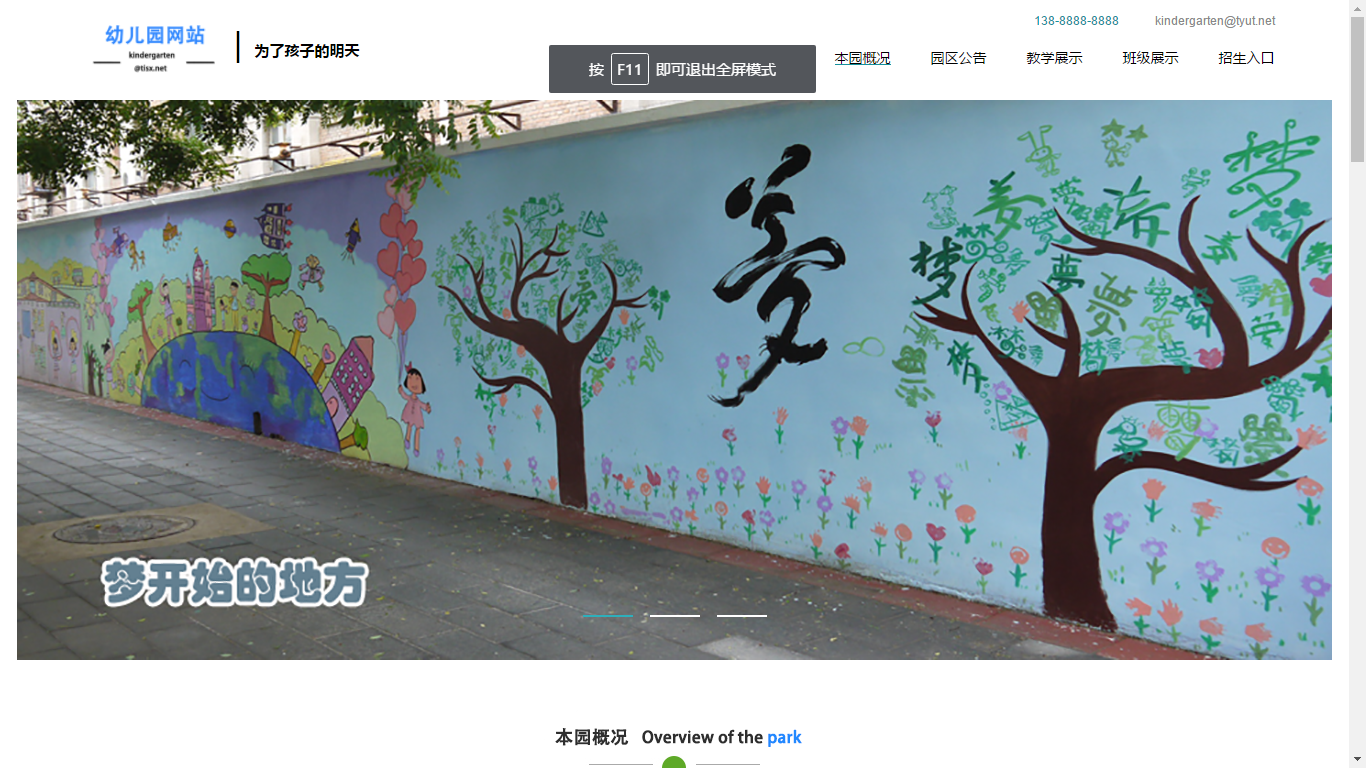 幼儿园网站
kindergarten
@tisx.net
为了孩子的明天
138-8888-8888
kindergarten@tyut.net
按 F11 即可退出全屏模式
本园概况
园区公告
教学展示
班级展示
招生入口
梦
梦开始的地方
本园概况 Overview of the park